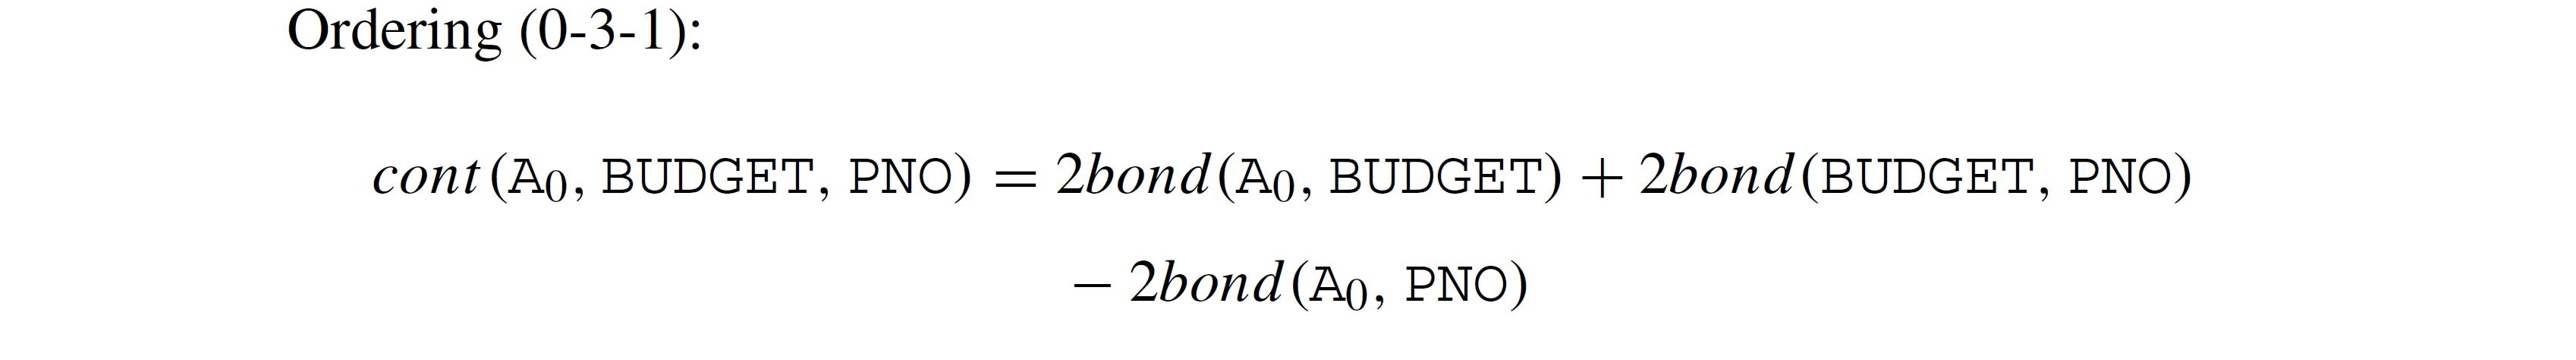 Ordering (0-3-1):
cont(A₀, BUDGET, PNO) = 2bond(A₀, BUDGET) + 2bond(BUDGET, PNO)
− 2bond(A₀, PNO)